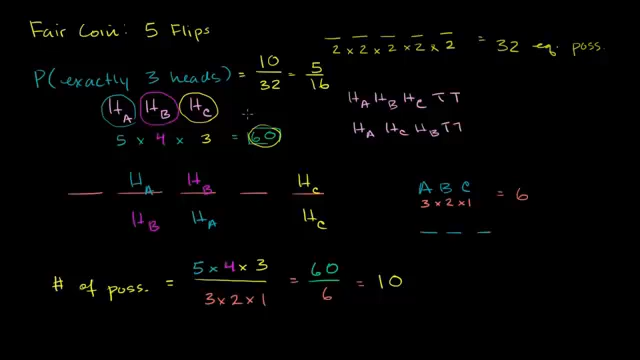 Fair Coin: 5 Flips
2 × 2 × 2 × 2 × 2 = 32 eq. poss.
P(exactly 3 heads) = 10/32 = 5/16
H_A H_B H_C
H_A H_B H_C T T
5 × 4 × 3 = 60
H_A H_C H_B T T
H_A H_B H_C
H_B H_A H_C
A B C
3 × 2 × 1 = 6
# of poss. = 5 × 4 × 3 / 3 × 2 × 1 = 60/6 = 10